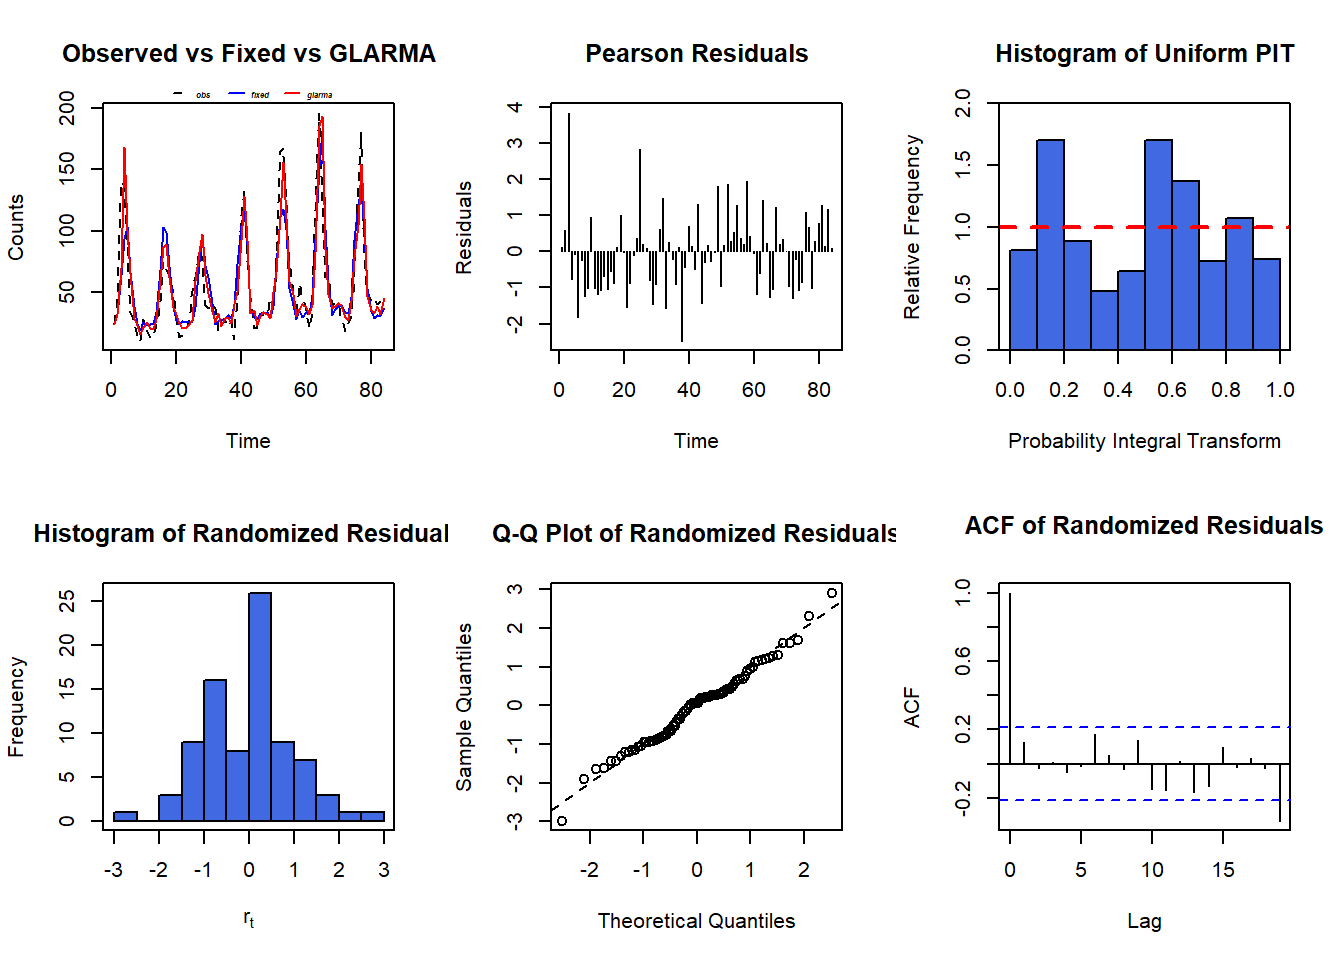 Observed vs Fixed vs GLARMA
obs fixed glarma
Counts
50 100 150 200
0 20 40 60 80
Time
Pearson Residuals
Residuals
-2 -1 0 1 2 3 4
0 20 40 60 80
Time
Histogram of Uniform PIT
Relative Frequency
0.0 0.5 1.0 1.5 2.0
0.0 0.2 0.4 0.6 0.8 1.0
Probability Integral Transform
Histogram of Randomized Residual
Frequency
0 5 10 15 20 25
-3 -2 -1 0 1 2 3
rt
Q-Q Plot of Randomized Residuals
Sample Quantiles
-3 -2 -1 0 1 2 3
-2 -1 0 1 2
Theoretical Quantiles
ACF of Randomized Residuals
ACF
-0.2 0.2 0.6 1.0
0 5 10 15
Lag